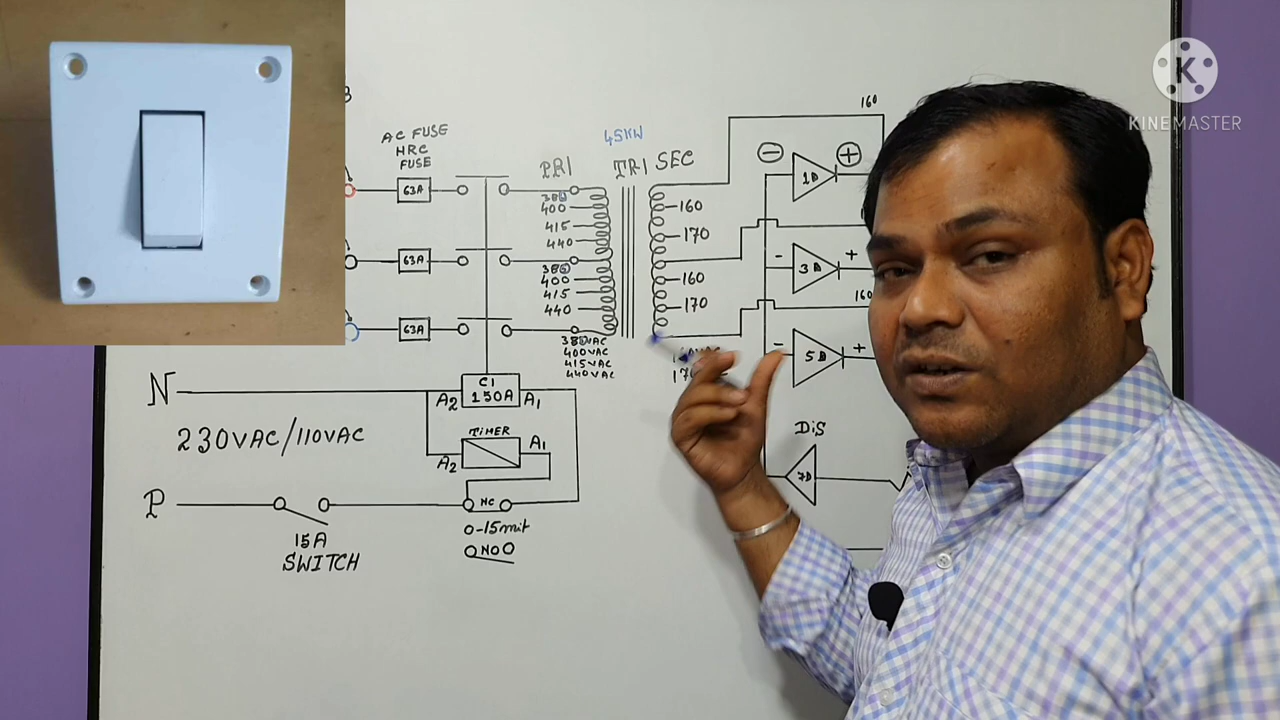 K
KINEMASTER
B
160
AC FUSE
HRC
FUSE
45KW
PRI
TR1
SEC
63A
63A
63A
380
400
415
440
380
400
415
440
380VAC
400VAC
415VAC
440VAC
160
170
160
170
170
- +
1D
- +
3D
160
- +
5D
DiS
7D
N
C1
150A
A2
A1
230VAC/110VAC
TiMER
A2
A1
P
NC
15A
SWITCH
0-15mit
NO